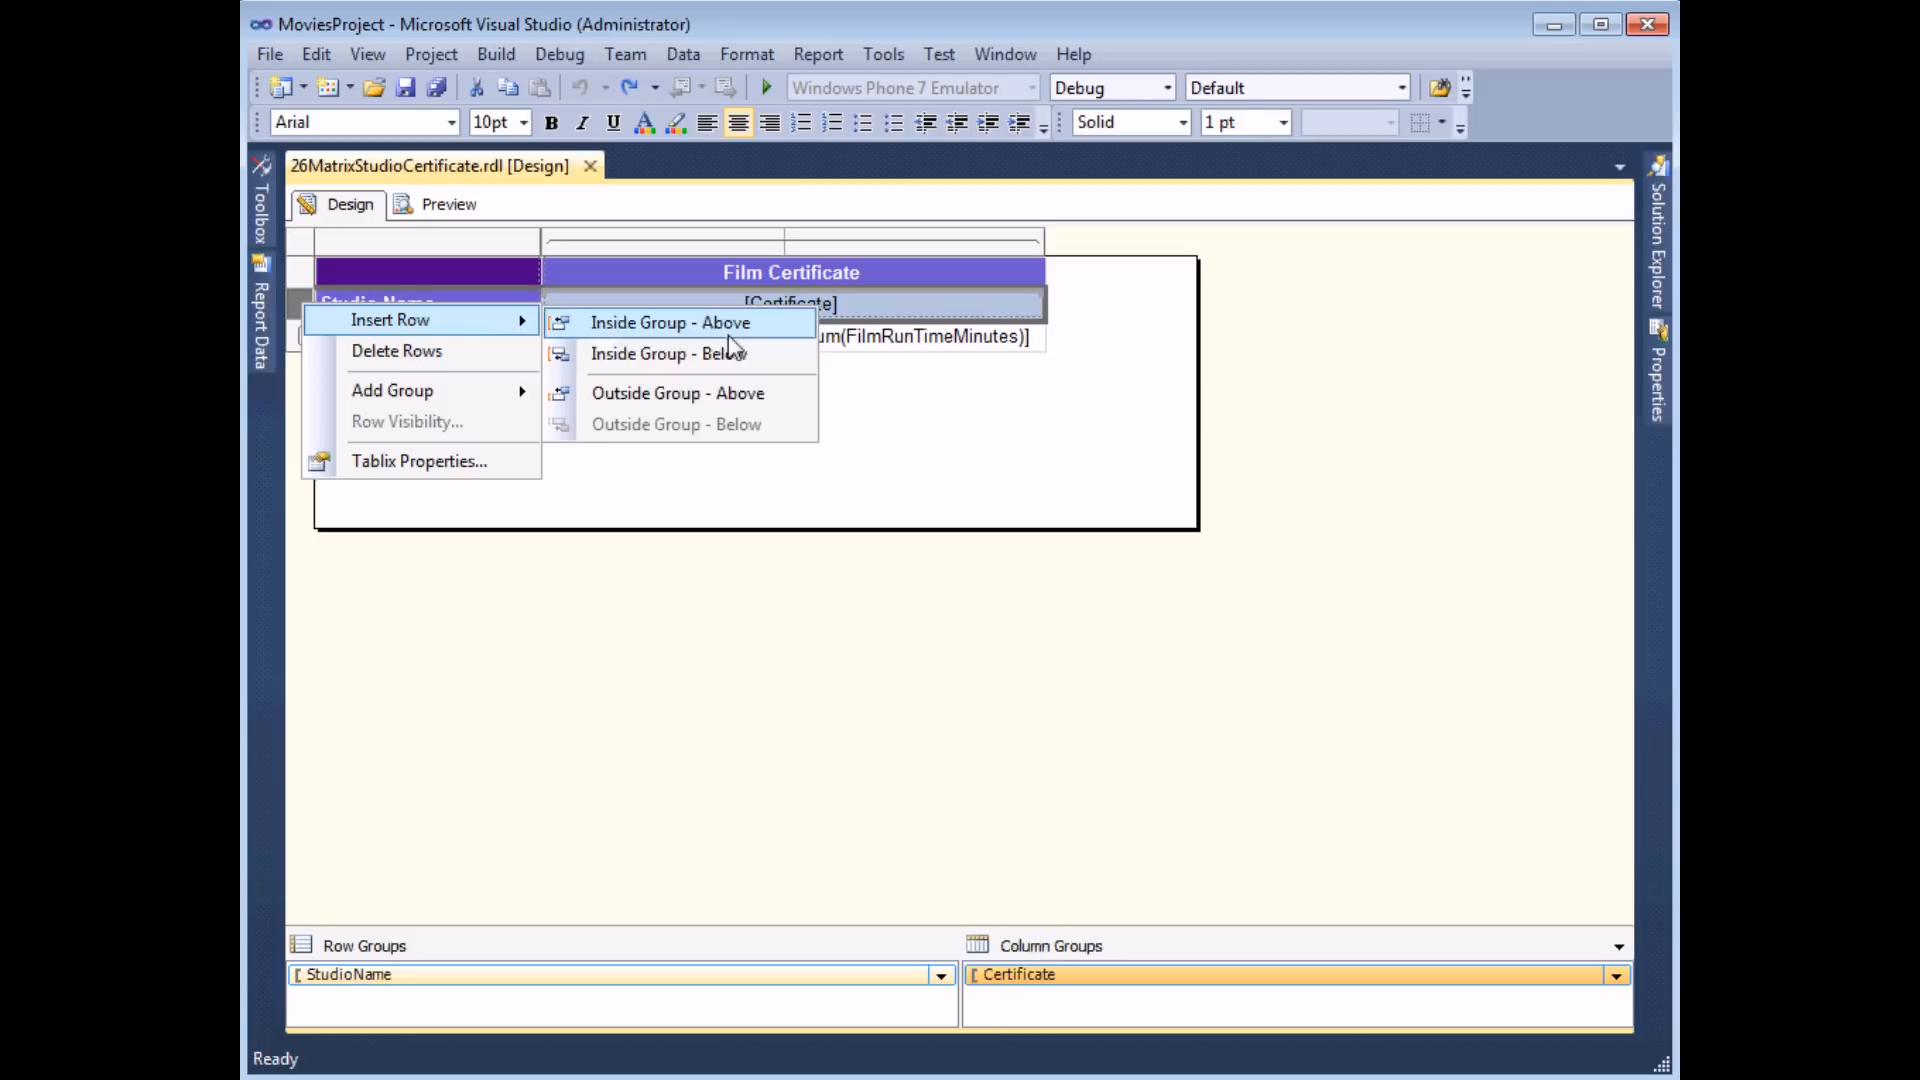 MoviesProject - Microsoft Visual Studio (Administrator)
File Edit View Project Build Debug Team Data Format Report Tools Test Window Help
Windows Phone 7 Emulator Debug Default
Arial 10pt B I U A Solid 1 pt
26MatrixStudioCertificate.rdl [Design]
Design Preview
Toolbox
Report Data
Solution Explorer
Properties
Film Certificate
Studio Name [Certificate]
um(FilmRunTimeMinutes)]
Insert Row
Delete Rows
Add Group
Row Visibility...
Tablix Properties...
Inside Group - Above
Inside Group - Below
Outside Group - Above
Outside Group - Below
Row Groups Column Groups
[ StudioName [ Certificate
Ready